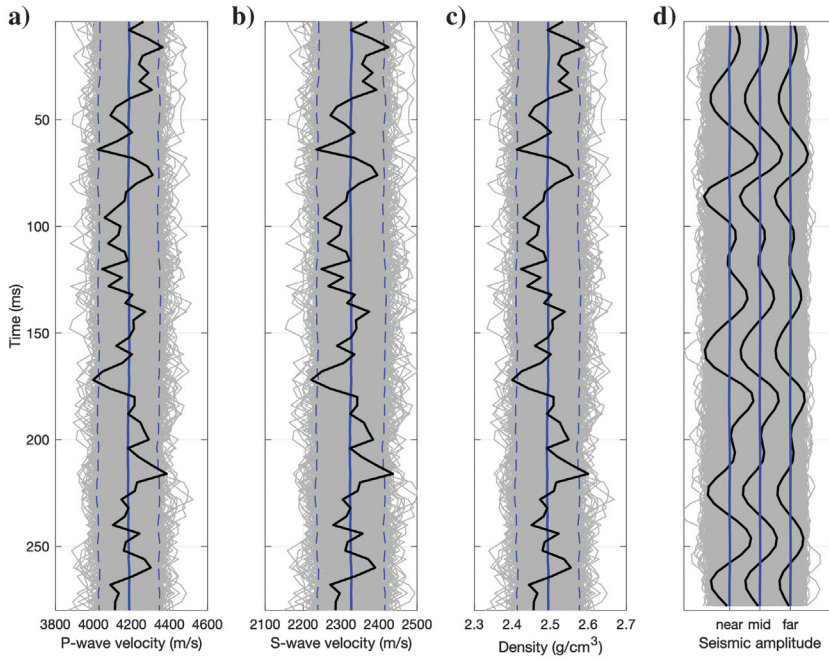 a) b) c) d)
50
100
150
200
250
Time (ms)
3800 4000 4200 4400 4600
P-wave velocity (m/s)
2100 2200 2300 2400 2500
S-wave velocity (m/s)
2.3 2.4 2.5 2.6 2.7
Density (g/cm³)
near mid far
Seismic amplitude